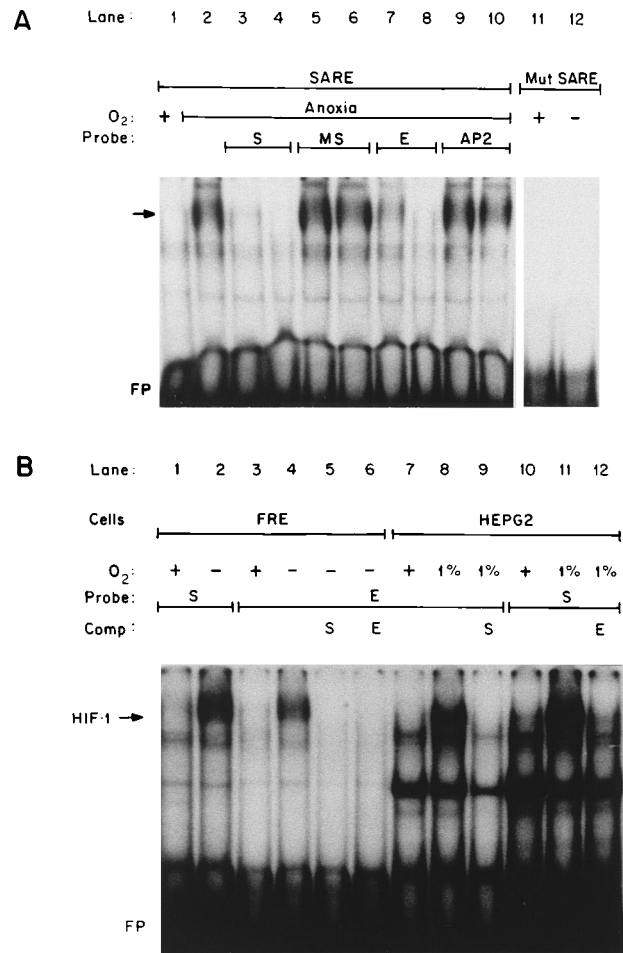 A
Lane: 1 2 3 4 5 6 7 8 9 10 11 12
SARE Mut SARE
O2: + Anoxia + −
Probe: S MS E AP2
FP
B
Lane: 1 2 3 4 5 6 7 8 9 10 11 12
Cells FRE HEPG2
O2: + − + − − − + 1% 1% + 1% 1%
Probe: S E S
Comp: S E S E
HIF-1
FP